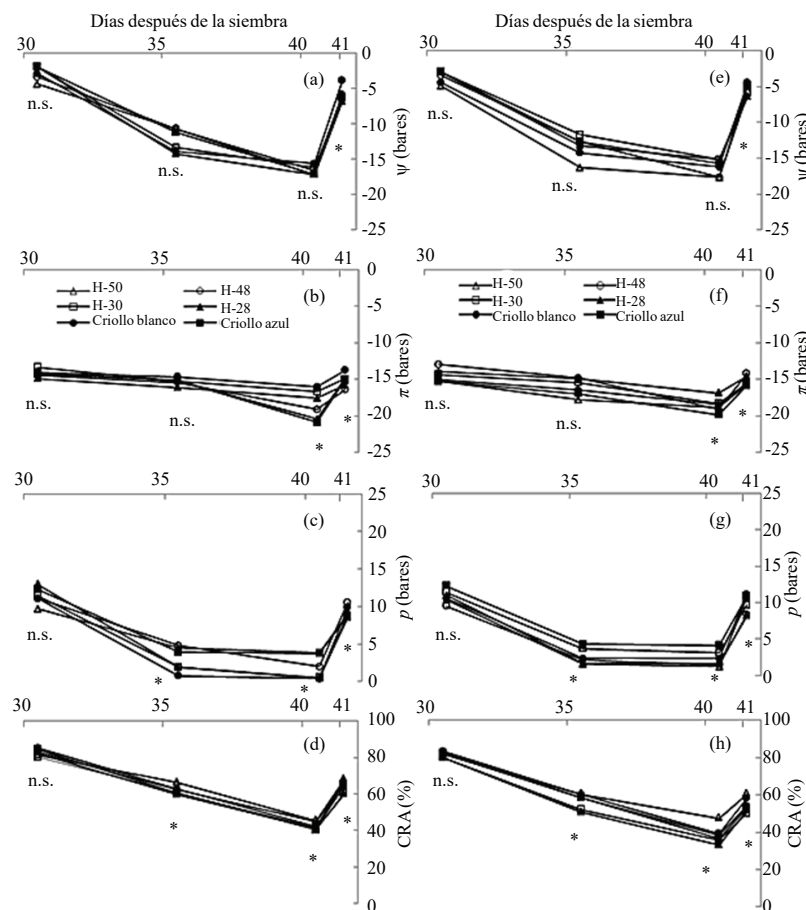 Días después de la siembra
30 35 40 41
0
-5
-10
-15
-20
-25
ψ (bares)
(a)
n.s.
n.s.
n.s.
*
30 35 40 41
0
-5
-10
-15
-20
-25
π (bares)
(b)
H-50 H-48
H-30 H-28
Criollo blanco Criollo azul
n.s.
n.s.
*
*
30 35 40 41
25
20
15
10
5
0
p (bares)
(c)
n.s.
*
*
*
30 35 40 41
100
80
60
40
20
0
CRA (%)
(d)
n.s.
*
*
*
Días después de la siembra
30 35 40 41
0
-5
-10
-15
-20
-25
ψ (bares)
(e)
n.s.
n.s.
n.s.
*
30 35 40 41
0
-5
-10
-15
-20
-25
π (bares)
(f)
H-50 H-48
H-30 H-28
Criollo blanco Criollo azul
n.s.
n.s.
*
*
30 35 40 41
25
20
15
10
5
0
p (bares)
(g)
n.s.
*
*
*
30 35 40 41
100
80
60
40
20
0
CRA (%)
(h)
n.s.
*
*
*